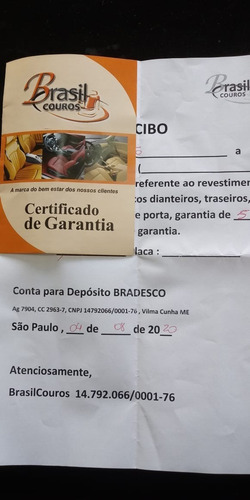 Brasil
COUROS
A marca do bem estar dos nossos clientes
Certificado
de Garantia
Brasil
COUROS
CIBO
a
referente ao revestimen
os dianteiros, traseiros,
e porta, garantia de 5
garantia.
laca :
Conta para Depósito BRADESCO
Ag 7904, CC 2963-7, CNPJ 14792066/0001-76, Vilma Cunha ME
São Paulo , 04 de 08 de 2020
Atenciosamente,
BrasilCouros 14.792.066/0001-76